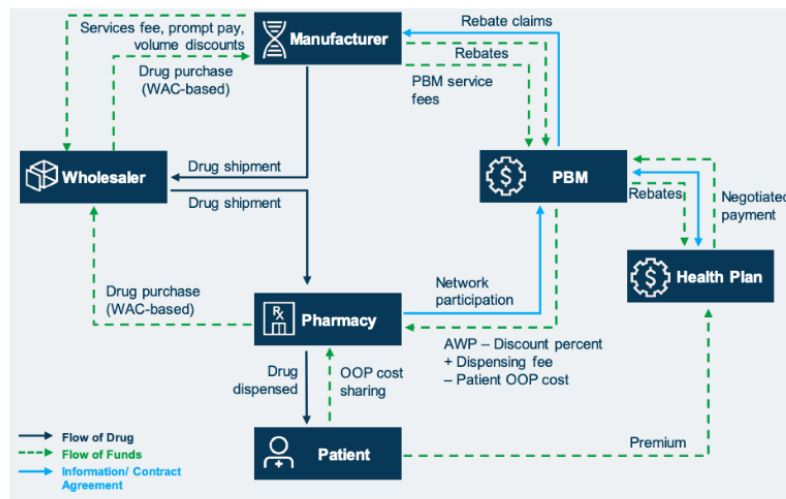 Services fee, prompt pay,
volume discounts
Drug purchase
(WAC-based)
Manufacturer
Rebate claims
Rebates
PBM service
fees
Wholesaler
Drug shipment
Drug shipment
PBM
Rebates
Negotiated
payment
Health Plan
Drug purchase
(WAC-based)
Rx
Pharmacy
Network
participation
AWP – Discount percent
+ Dispensing fee
– Patient OOP cost
Drug
dispensed
OOP cost
sharing
Patient
Premium
Flow of Drug
Flow of Funds
Information/ Contract
Agreement